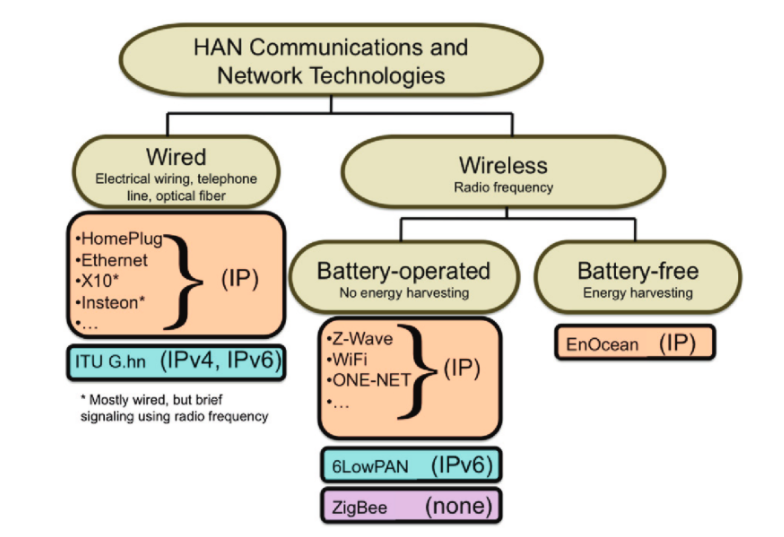 HAN Communications and
Network Technologies
Wired
Electrical wiring, telephone
line, optical fiber
Wireless
Radio frequency
•HomePlug
•Ethernet
•X10*
•Insteon*
•...
(IP)
ITU G.hn (IPv4, IPv6)
* Mostly wired, but brief
signaling using radio frequency
Battery-operated
No energy harvesting
•Z-Wave
•WiFi
•ONE-NET
•...
(IP)
6LowPAN (IPv6)
ZigBee (none)
Battery-free
Energy harvesting
EnOcean (IP)